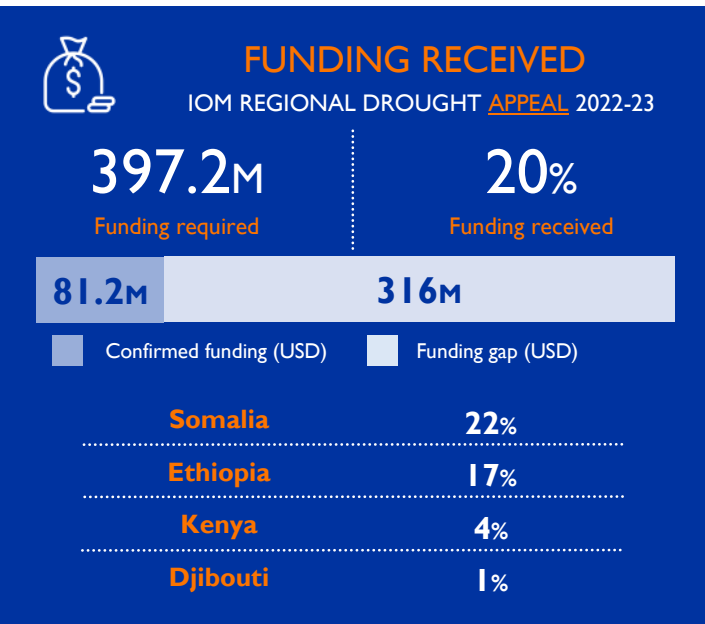 $
FUNDING RECEIVED
IOM REGIONAL DROUGHT APPEAL 2022-23
397.2M
20%
Funding required
Funding received
81.2M
316M
Confirmed funding (USD)
Funding gap (USD)
Somalia 22%
Ethiopia 17%
Kenya 4%
Djibouti 1%